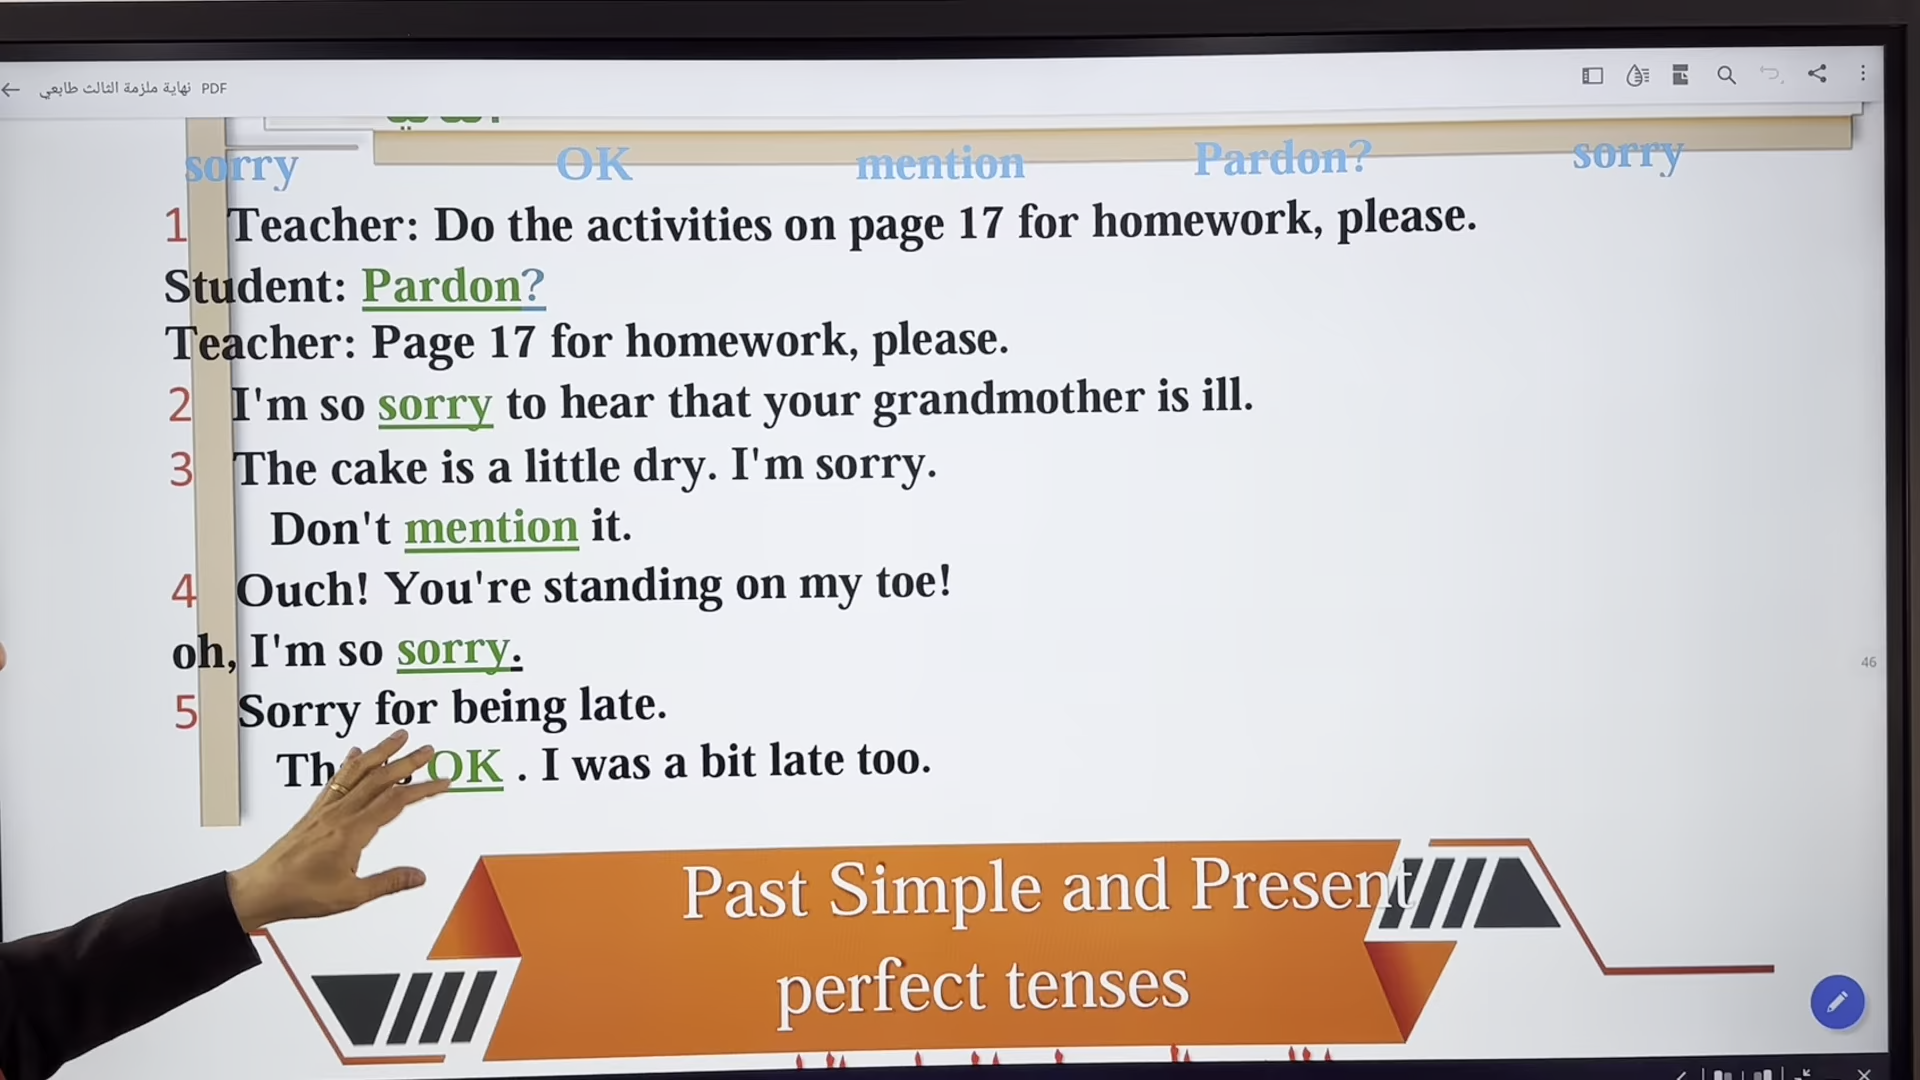 نهاية ملزمة الثالث طابعي PDF
sorry OK mention Pardon? sorry
1 Teacher: Do the activities on page 17 for homework, please.
Student: Pardon?
Teacher: Page 17 for homework, please.
2 I'm so sorry to hear that your grandmother is ill.
3 The cake is a little dry. I'm sorry.
Don't mention it.
4 Ouch! You're standing on my toe!
oh, I'm so sorry.
46
5 Sorry for being late.
OK . I was a bit late too.
Past Simple and Present
perfect tenses